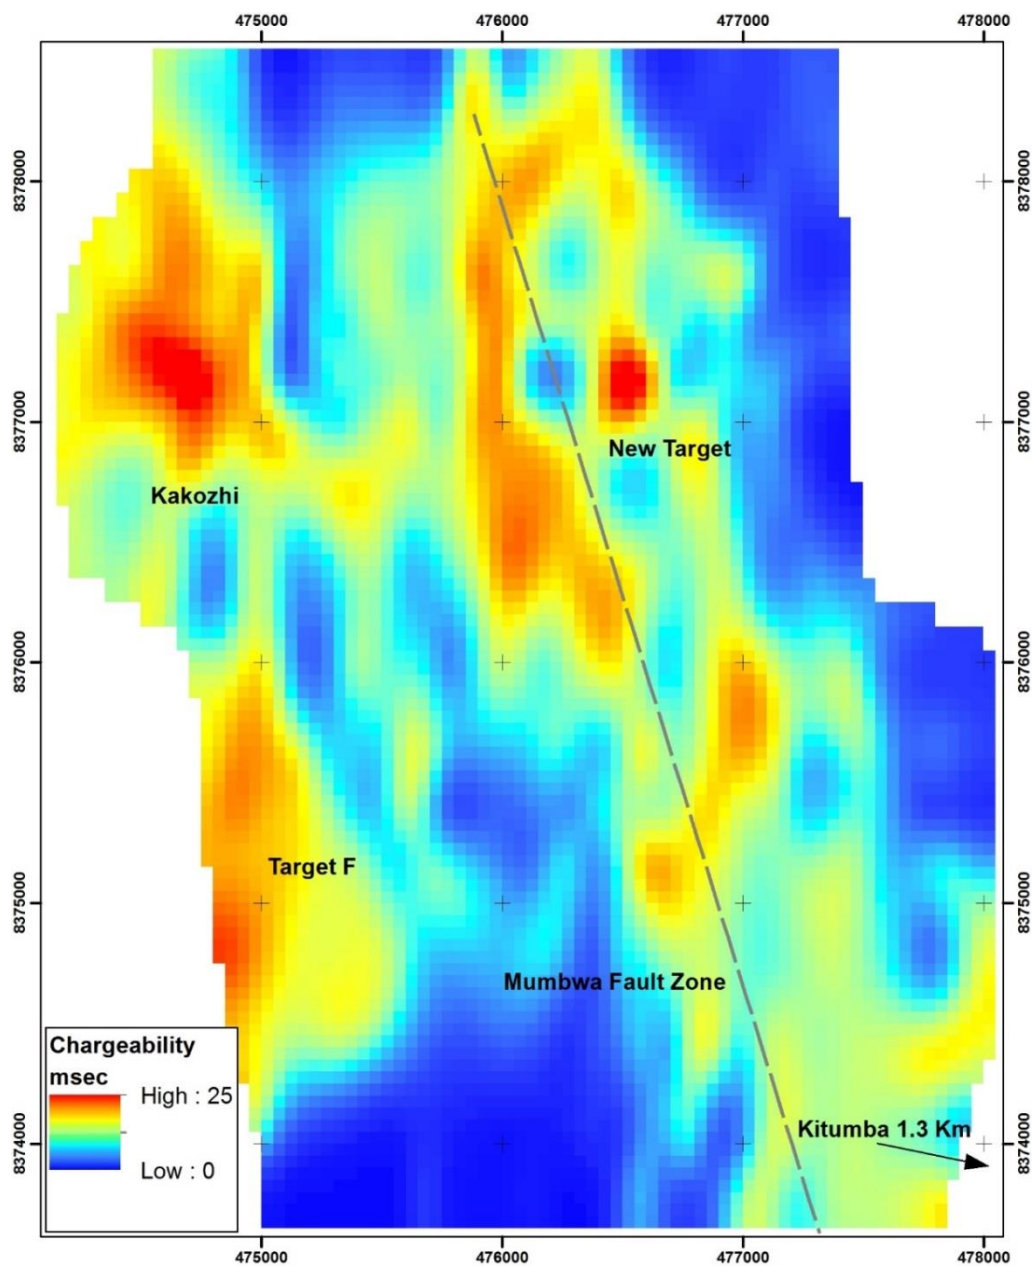 475000 476000 477000 478000
8378000 8378000
New Target
Kakozhi
8377000 8377000
8376000 8376000
Target F
8375000 8375000
Mumbwa Fault Zone
Chargeability
msec
High : 25
Low : 0
Kitumba 1.3 Km
8374000 8374000
475000 476000 477000 478000